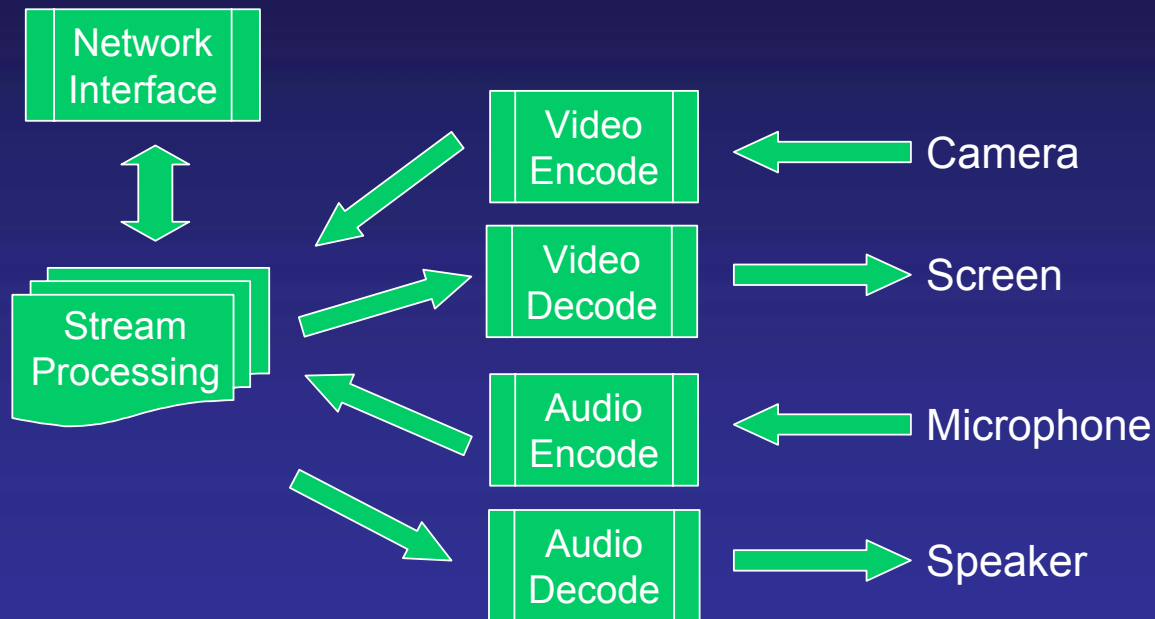 Network
Interface
Video
Encode
Camera
Video
Decode
Screen
Stream
Processing
Audio
Encode
Microphone
Audio
Decode
Speaker